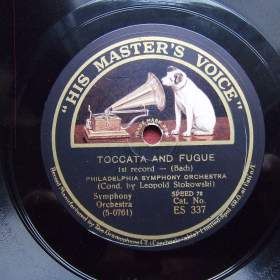 "HIS MASTER'S VOICE"
TOCCATA AND FUGUE
(1st record — (Bach)
PHILADELPHIA SYMPHONY ORCHESTRA
(Cond. by Leopold Stokowski)
Symphony
Orchestra
(5-0761)
SPEED 78
Cat. No.
ES 337